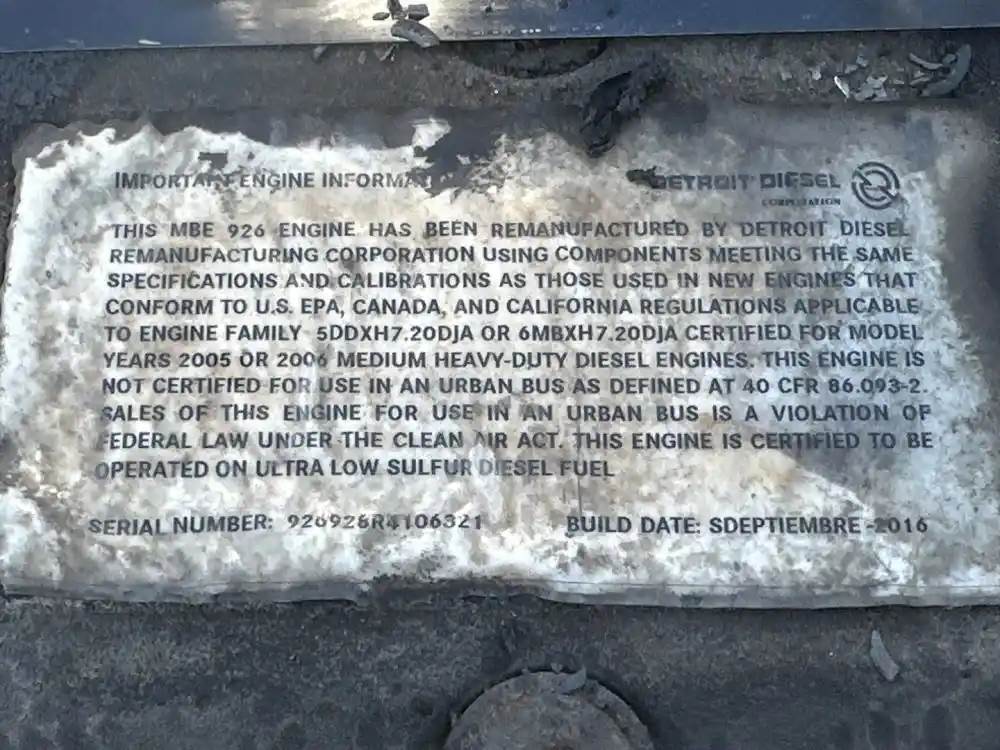 IMPORTANT ENGINE INFORMA
DETROIT DIESEL
CORPORATION
THIS MBE 926 ENGINE HAS BEEN REMANUFACTURED BY DETROIT DIESEL
REMANUFACTURING CORPORATION USING COMPONENTS MEETING THE SAME
SPECIFICATIONS AND CALIBRATIONS AS THOSE USED IN NEW ENGINES THAT
CONFORM TO U.S. EPA, CANADA, AND CALIFORNIA REGULATIONS APPLICABLE
TO ENGINE FAMILY 5DDXH7.20DJA OR 6MBXH7.20DJA CERTIFIED FOR MODEL
YEARS 2005 OR 2006 MEDIUM HEAVY-DUTY DIESEL ENGINES. THIS ENGINE IS
NOT CERTIFIED FOR USE IN AN URBAN BUS AS DEFINED AT 40 CFR 86.093-2.
SALES OF THIS ENGINE FOR USE IN AN URBAN BUS IS A VIOLATION OF
FEDERAL LAW UNDER THE CLEAN AIR ACT. THIS ENGINE IS CERTIFIED TO BE
OPERATED ON ULTRA LOW SULFUR DIESEL FUEL
SERIAL NUMBER: 926926R4106321
BUILD DATE: SDEPTIEMBRE -2016